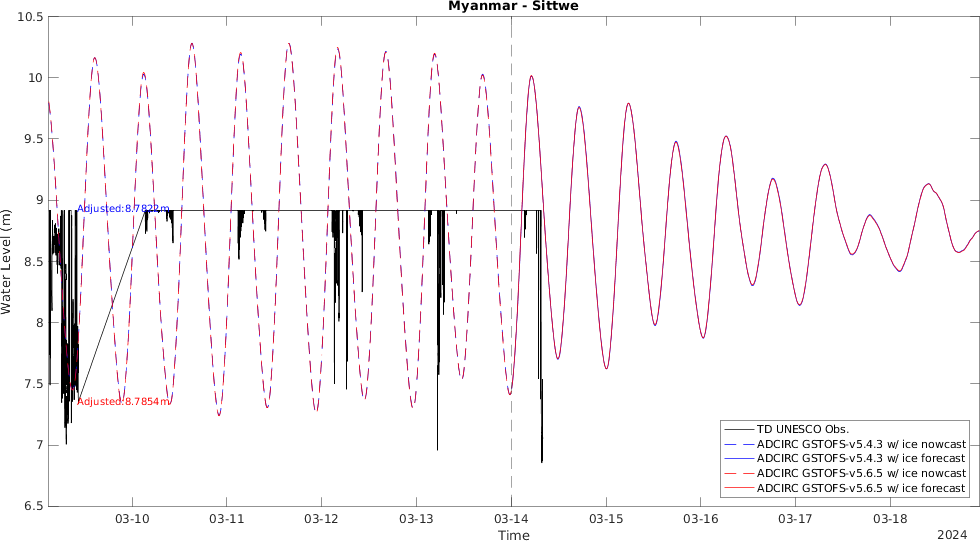 Myanmar - Sittwe
10.5
10
9.5
9
8.5
8
7.5
7
6.5
Water Level (m)
Adjusted:8.7822m
Adjusted:8.7854m
TD UNESCO Obs.
ADCIRC GSTOFS-v5.4.3 w/ ice nowcast
ADCIRC GSTOFS-v5.4.3 w/ ice forecast
ADCIRC GSTOFS-v5.6.5 w/ ice nowcast
ADCIRC GSTOFS-v5.6.5 w/ ice forecast
03-10 03-11 03-12 03-13 03-14 03-15 03-16 03-17 03-18
Time
2024